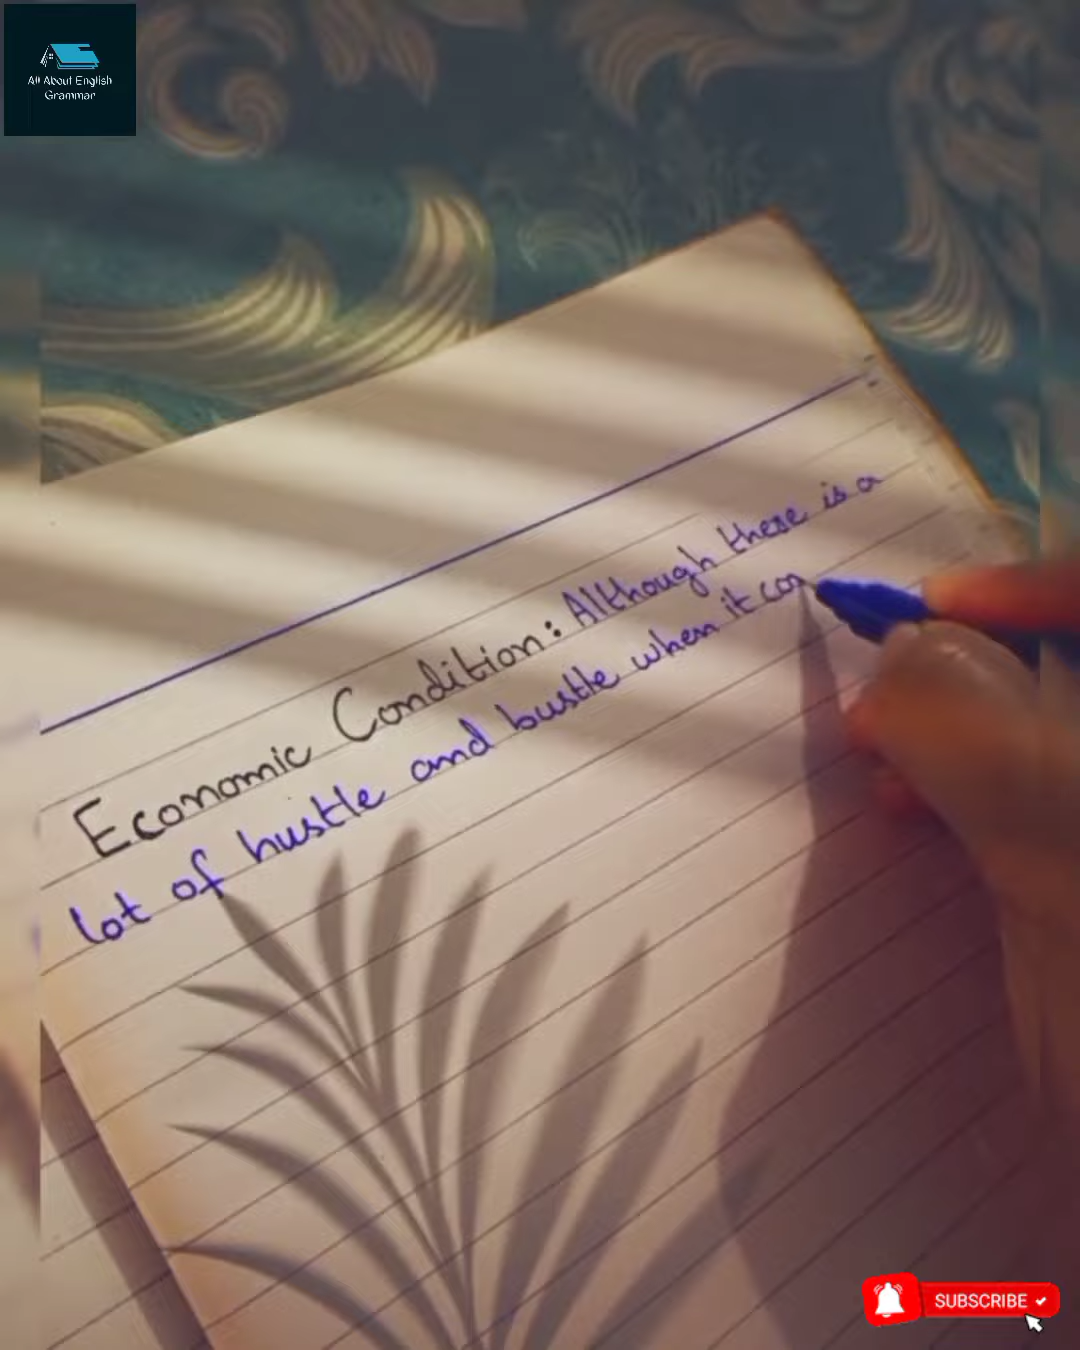 All About English
Grammar
Economic Condition: Although there is a
lot of hustle and bustle when it
SUBSCRIBE